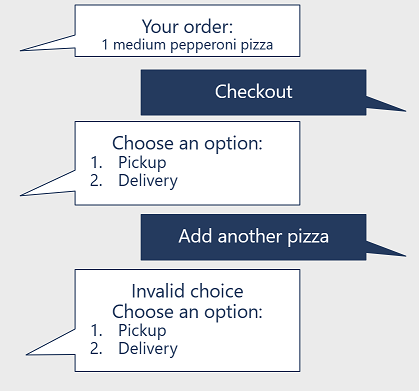 Your order:
1 medium pepperoni pizza
Checkout
Choose an option:
1. Pickup
2. Delivery
Add another pizza
Invalid choice
Choose an option:
1. Pickup
2. Delivery